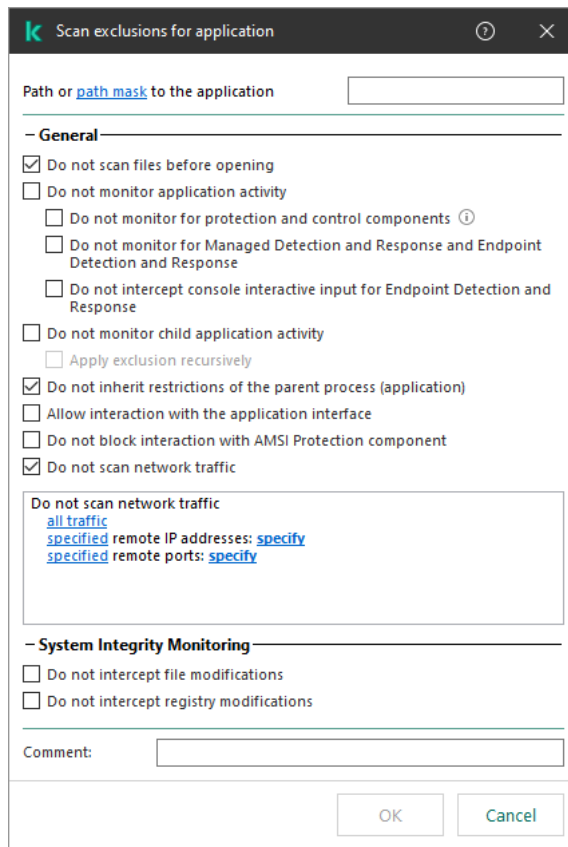 Scan exclusions for application
Path or path mask to the application
General
Do not scan files before opening
Do not monitor application activity
Do not monitor for protection and control components
Do not monitor for Managed Detection and Response and Endpoint
Detection and Response
Do not intercept console interactive input for Endpoint Detection and
Response
Do not monitor child application activity
Apply exclusion recursively
Do not inherit restrictions of the parent process (application)
Allow interaction with the application interface
Do not block interaction with AMSI Protection component
Do not scan network traffic
Do not scan network traffic
all traffic
specified remote IP addresses: specify
specified remote ports: specify
System Integrity Monitoring
Do not intercept file modifications
Do not intercept registry modifications
Comment:
OK Cancel